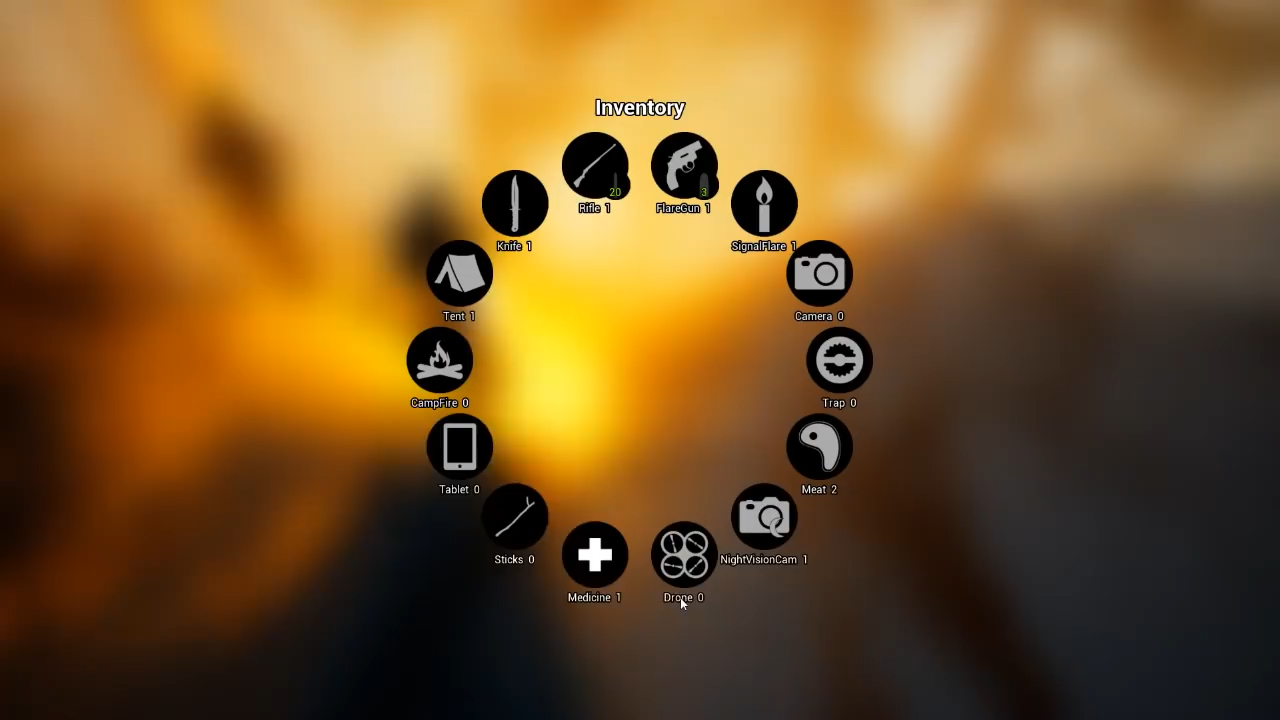 Inventory
20
3
Rifle 1
FlareGun 1
Knife 1
SignalFlare 1
Tent 1
Camera 0
CampFire 0
Trap 0
Tablet 0
Meat 2
Sticks 0
NightVisionCam 1
Medicine 1
Drone 0